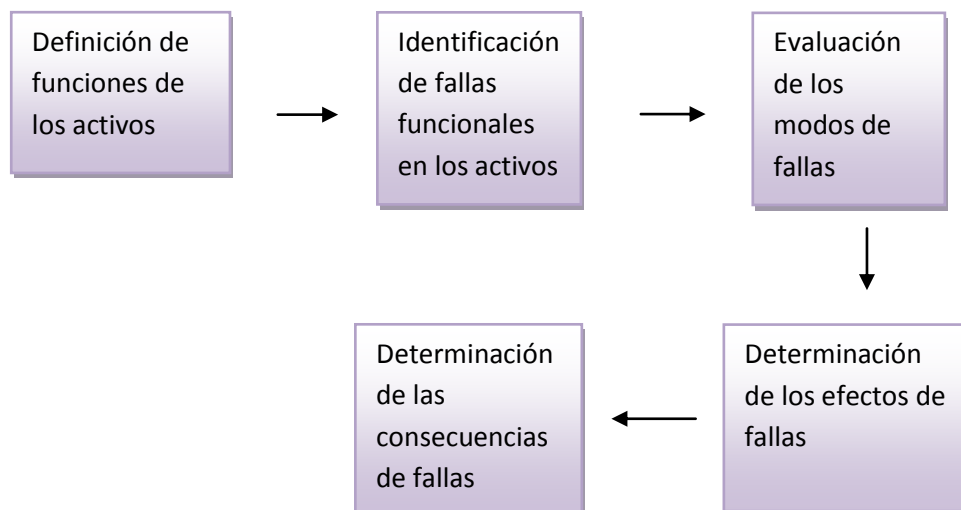 Definición de
funciones de
los activos
Identificación
de fallas
funcionales
en los activos
Evaluación
de los
modos de
fallas
Determinación
de los efectos de
fallas
Determinación
de las
consecuencias
de fallas